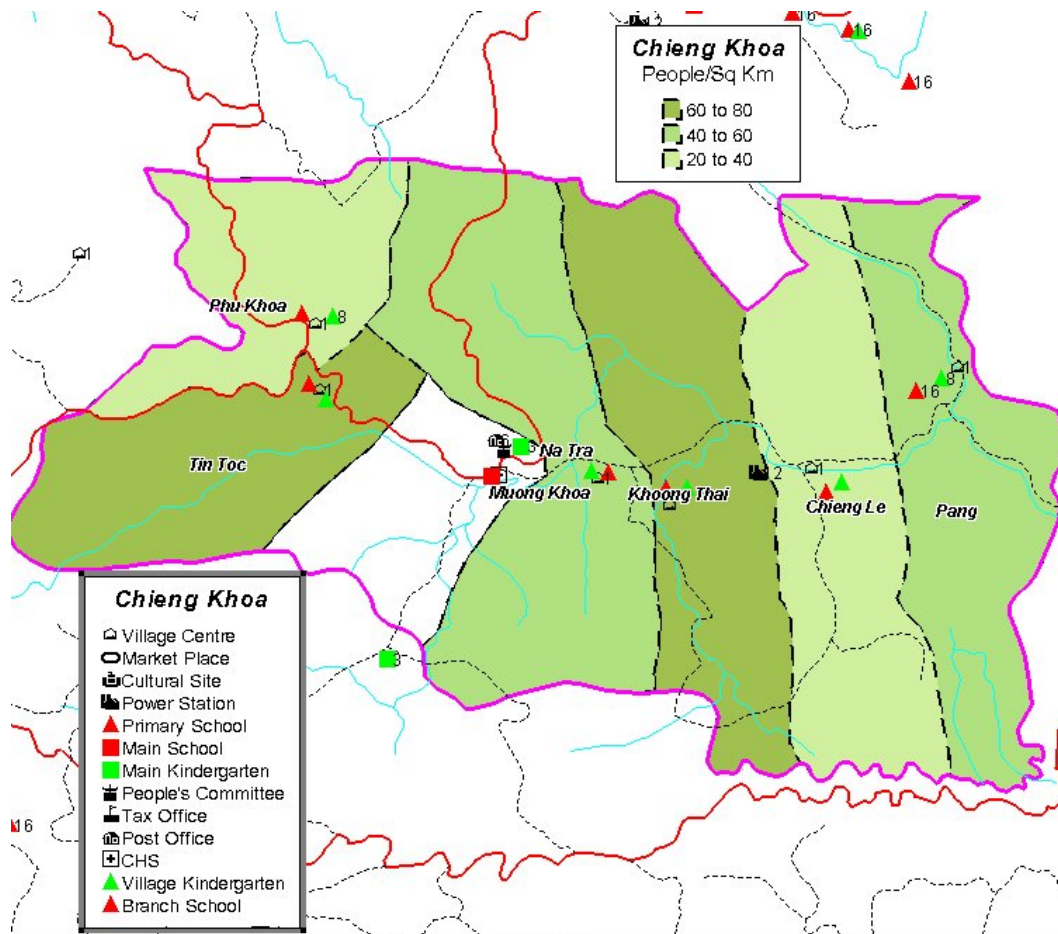 16
16
12
16
Chieng Khoa
People/Sq Km
60 to 80
40 to 60
20 to 40
1
Phu Khoa
8
1
1
1
8
16
Tin Toc
Na Tra
Muong Khoa
Khoong Thai
12
1
Chieng Le
Pang
3
Chieng Khoa
Village Centre
Market Place
Cultural Site
Power Station
Primary School
Main School
Main Kindergarten
People's Committee
Tax Office
Post Office
CHS
Village Kindergarten
Branch School
16